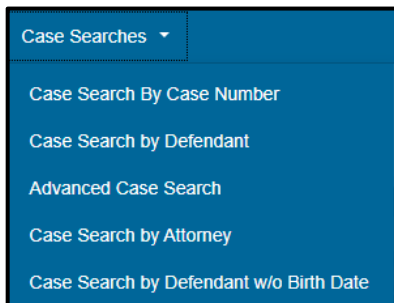 Case Searches
Case Search By Case Number
Case Search by Defendant
Advanced Case Search
Case Search by Attorney
Case Search by Defendant w/o Birth Date